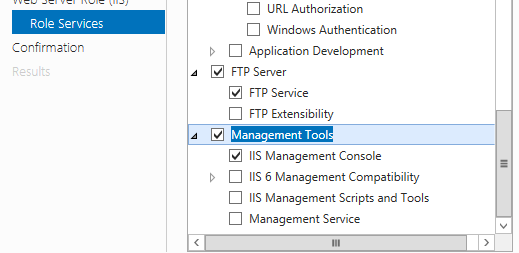 Web Server Role (IIS)
Role Services
Confirmation
Results
URL Authorization
Windows Authentication
Application Development
FTP Server
FTP Service
FTP Extensibility
Management Tools
IIS Management Console
IIS 6 Management Compatibility
IIS Management Scripts and Tools
Management Service